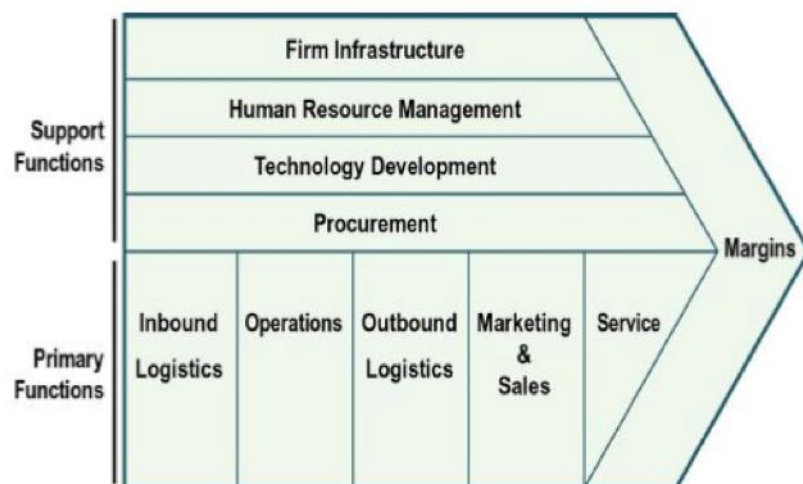 Support
Functions
Firm Infrastructure
Human Resource Management
Technology Development
Procurement
Margins
Primary
Functions
Inbound
Logistics
Operations
Outbound
Logistics
Marketing
&
Sales
Service